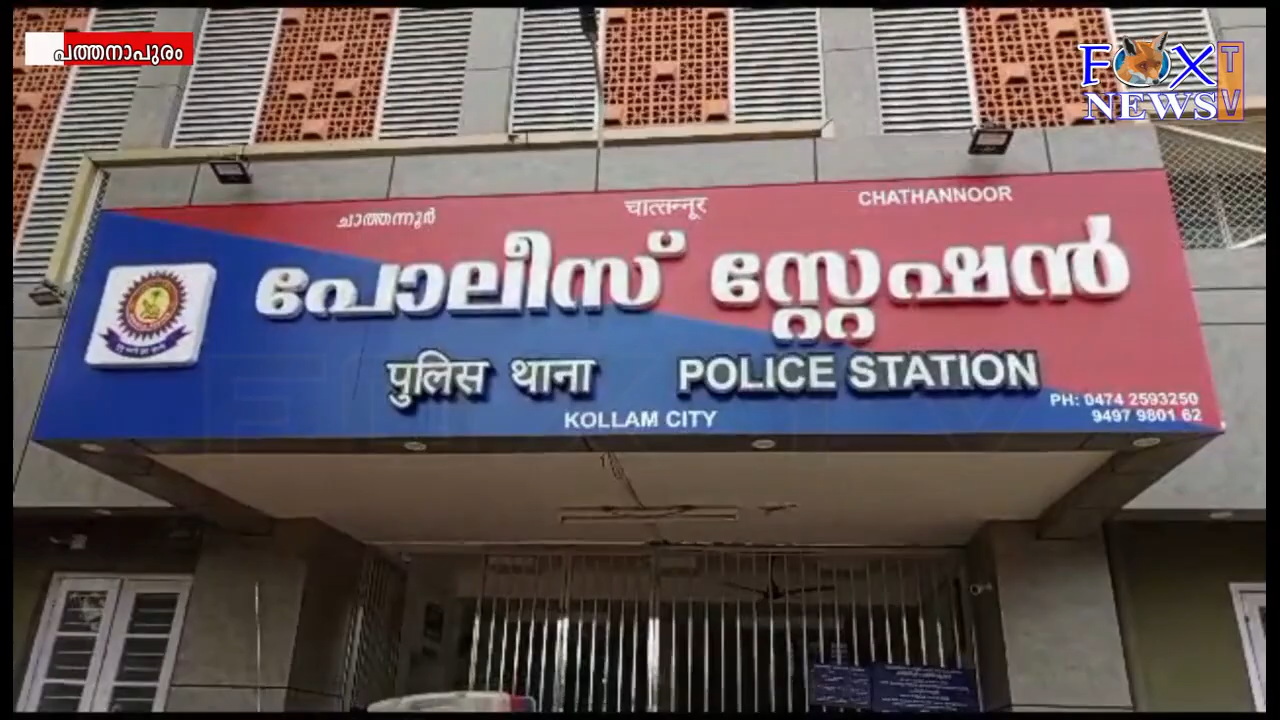 പത്തനാപുരം
FOX TV
NEWS
ചാത്തന്നൂർ चात्तन्नूर CHATHANNOOR
പോലീസ് സ്റ്റേഷൻ
पुलिस थाना POLICE STATION
KOLLAM CITY
PH: 0474 2593250
9497 9801 62